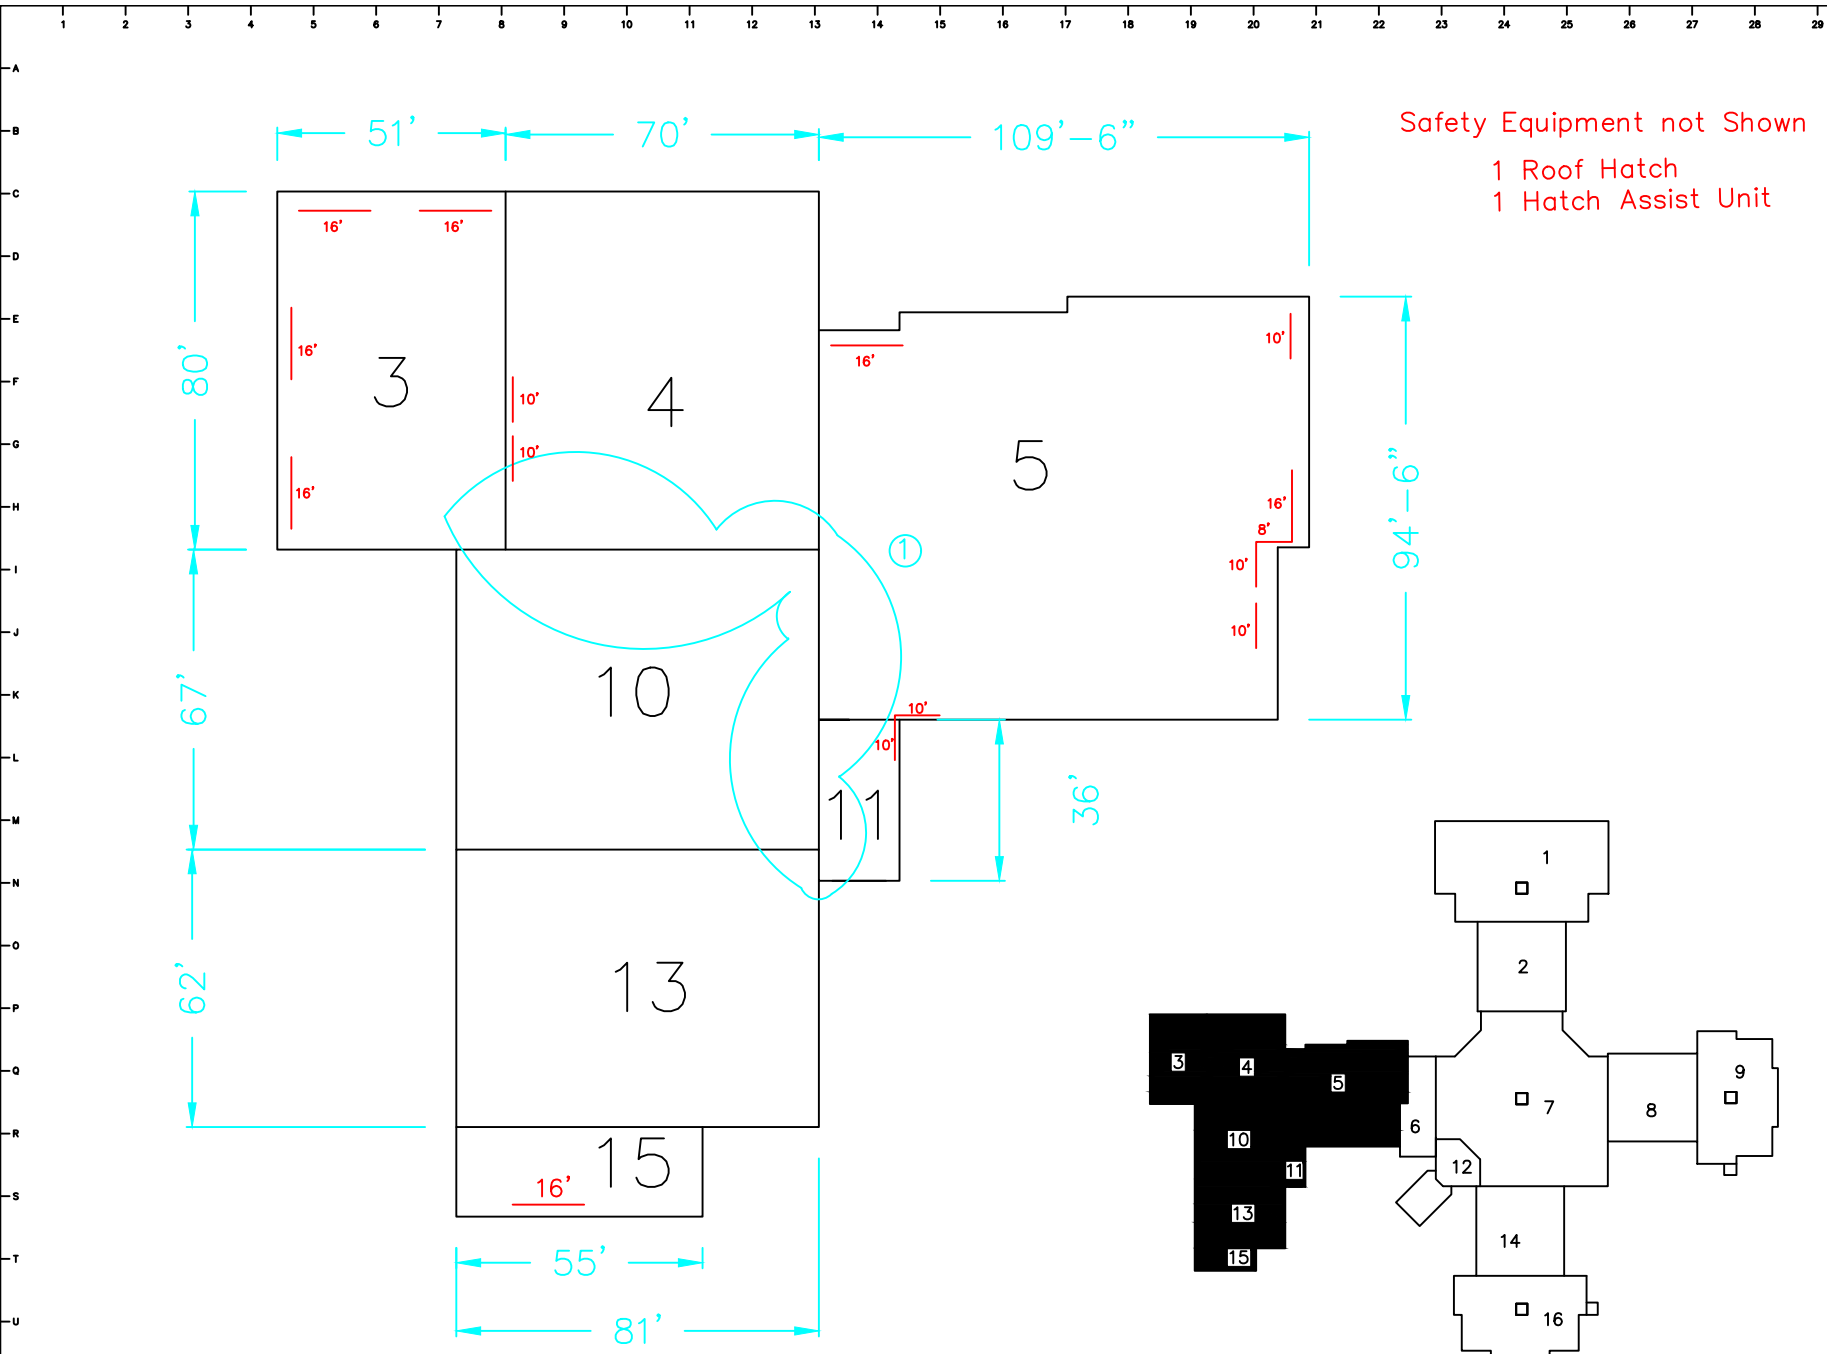 1 2 3 4 5 6 7 8 9 10 11 12 13 14 15 16 17 18 19 20 21 22 23 24 25 26 27 28 29
A
B
C
D
E
F
G
H
I
J
K
L
M
N
O
P
Q
R
S
T
U
51' 70' 109'-6"
Safety Equipment not Shown
1 Roof Hatch
1 Hatch Assist Unit
16' 16'
16'
80'
3
16'
10'
10'
4
16'
10'
5
16'
8'
10'
10'
94'-6"
1
67'
10
10'
10'
11
36'
62'
13
15
16'
55'
81'
1
2
3
4
5
6
7
8
9
10
11
12
13
14
15
16